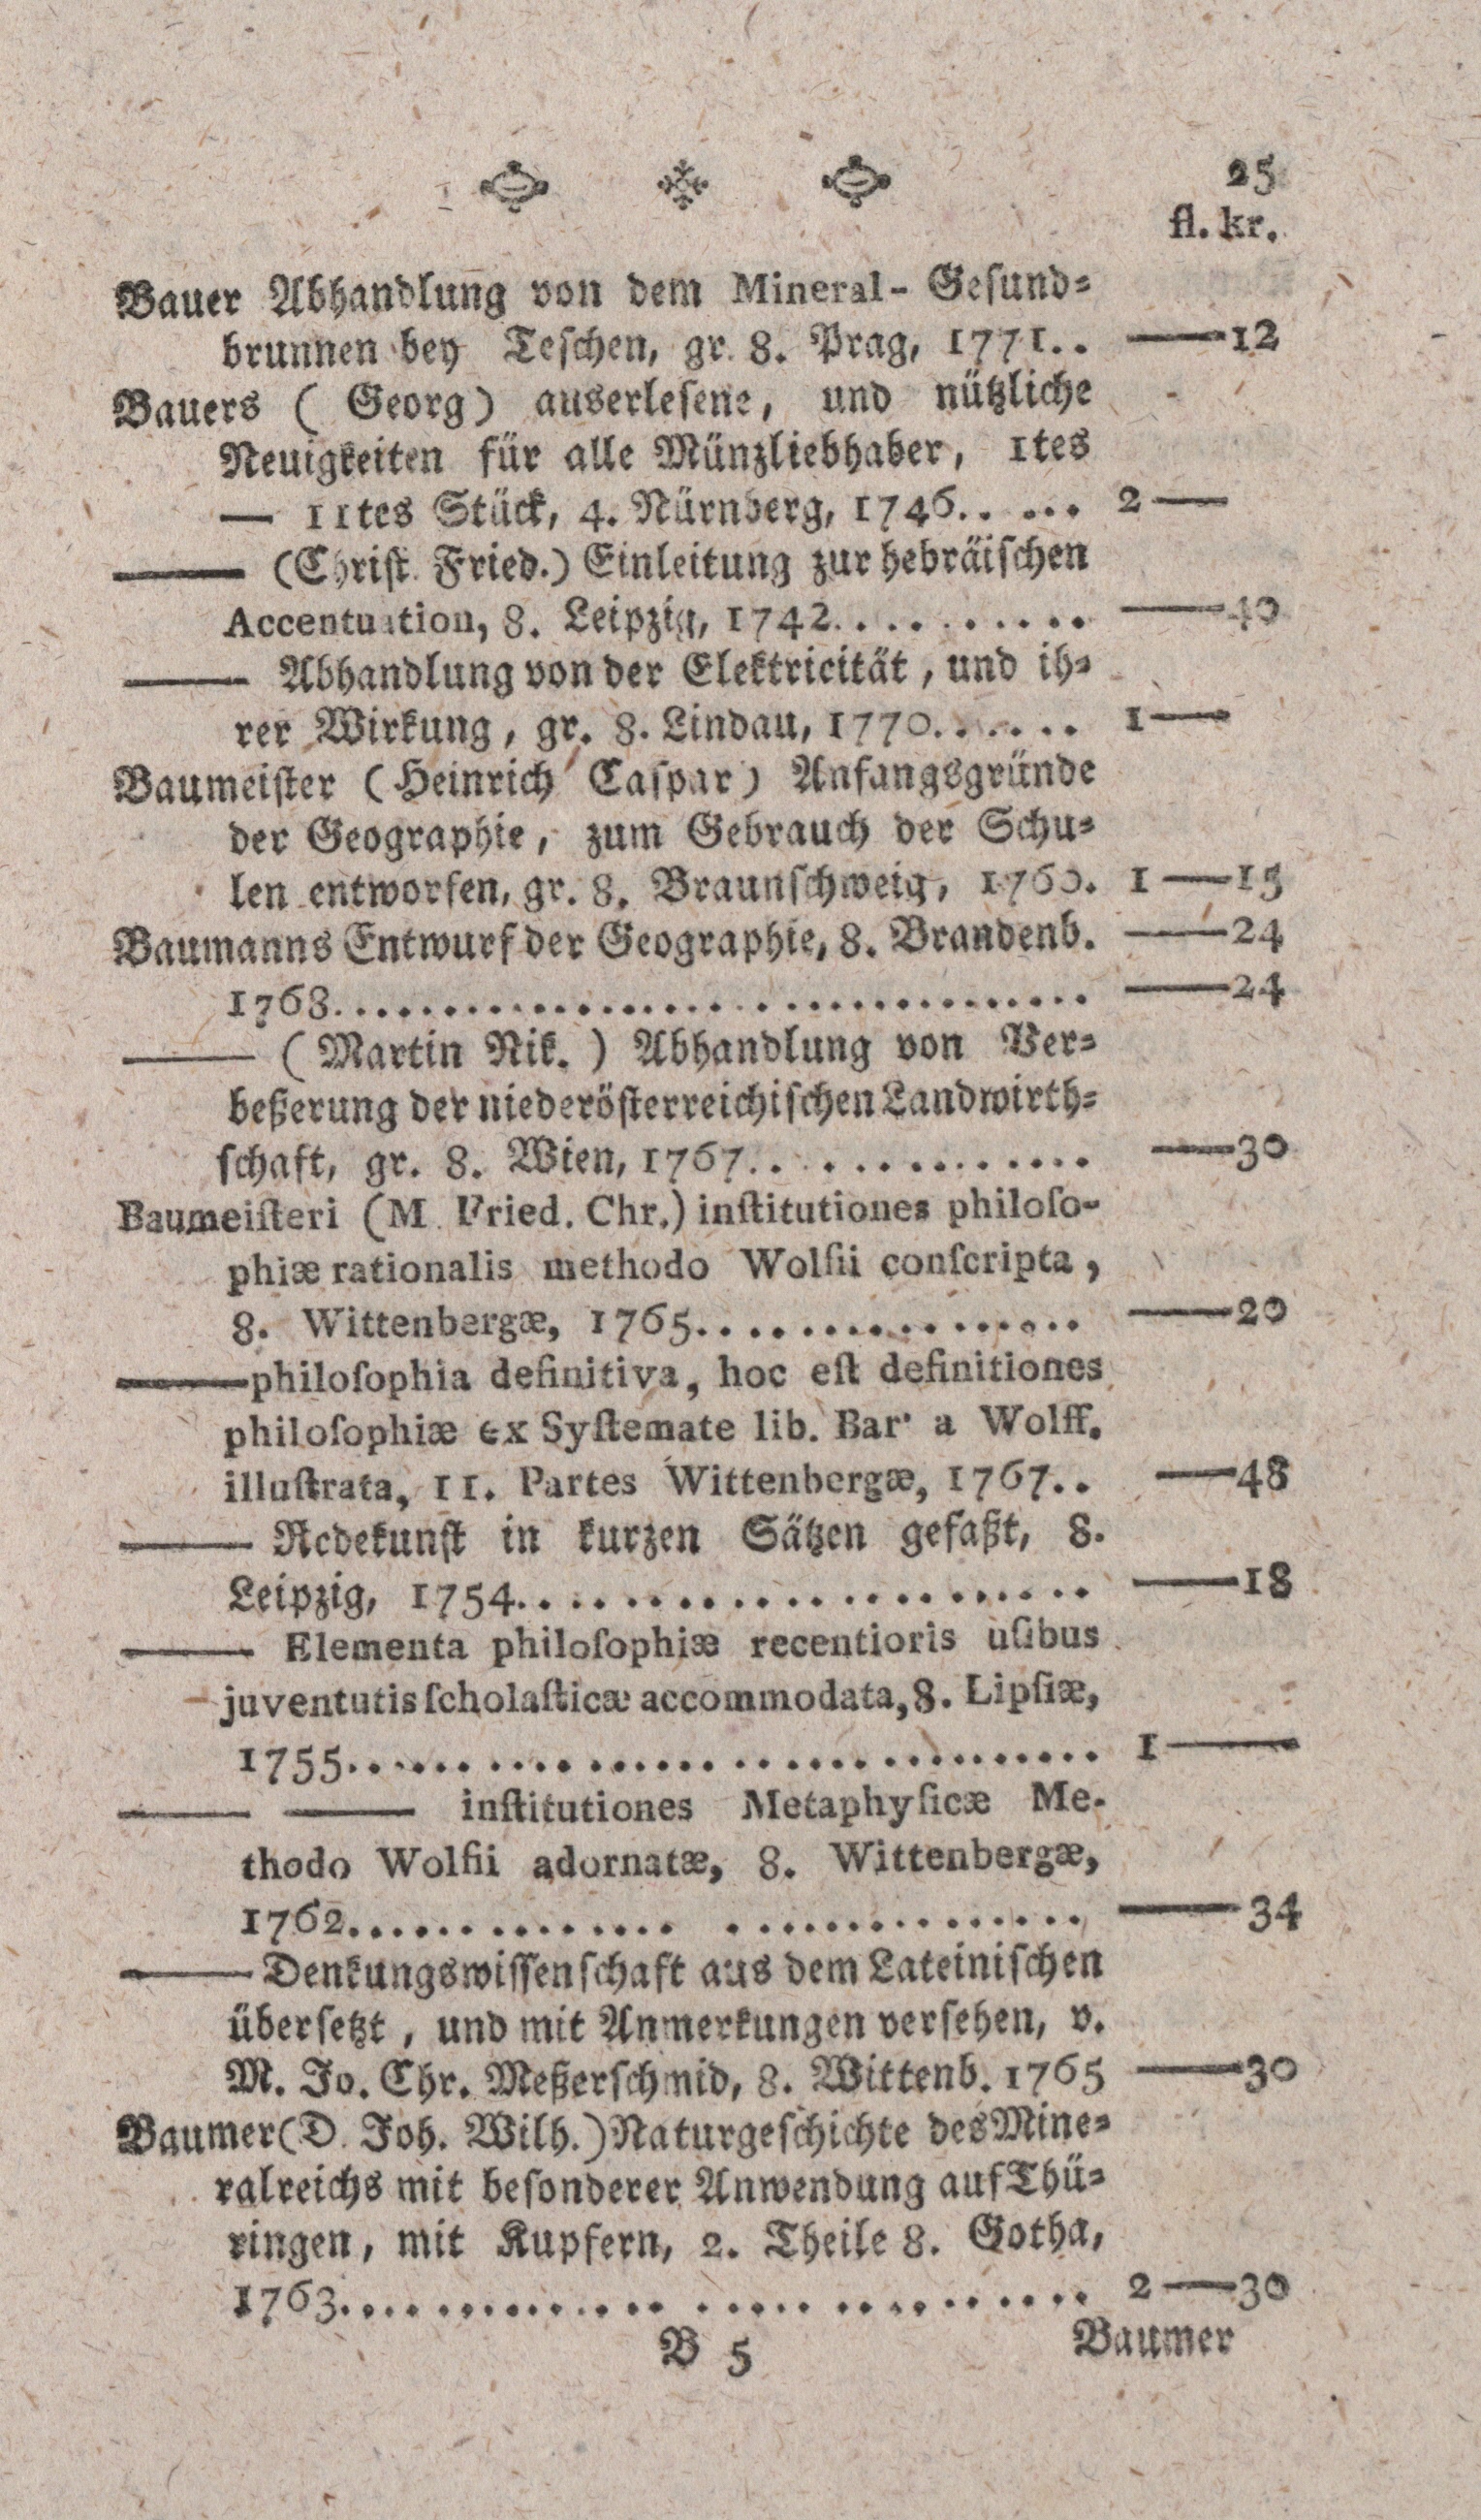 25
fl. kr.
Bauer Abhandlung von dem Mineral- Geſund-
brunnen bey Teſchen, gr. 8. Prag, 1771.. —12
Bauers ( Georg) auserleſene, und nützliche
Neuigkeiten für alle Münzliebhaber, 1tes
— 11tes Stück, 4. Nürnberg, 1746..... 2 —
—— (Chriſt. Fried.) Einleitung zur hebräiſchen
Accentuation, 8. Leipzig, 1742.......... —40
—— Abhandlung von der Elektricität, und ih-
rer Wirkung, gr. 8. Lindau, 1770...... 1 —
Baumeiſter (Heinrich Caſpar) Anfangsgründe
der Geographie, zum Gebrauch der Schu-
len entworfen, gr. 8. Braunſchweig, 1760. 1 —15
Baumanns Entwurf der Geographie, 8. Brandenb. —24
1768.............................. —24
—— (Martin Nik.) Abhandlung von Ver-
beßerung der niederöſterreichiſchen Landwirth-
ſchaft, gr. 8. Wien, 1767............. —30
Baumeiſteri (M. Fried. Chr.) inſtitutiones philoſo-
phiæ rationalis methodo Wolfii conſcripta,
8. Wittenbergæ, 1765............... —20
——philoſophia definitiva, hoc eſt definitiones
philoſophiæ ex Syſtemate lib. Bar. a Wolff.
illuſtrata, 11. Partes Wittenbergæ, 1767.. —48
—— Redekunſt in kurzen Sätzen gefaßt, 8.
Leipzig, 1754...................... —18
—— Elementa philoſophiæ recentioris uſibus
juventutis ſcholaſticæ accommodata, 8. Lipſiæ,
1755.............................. 1 ——
—— —— inſtitutiones Metaphyſicæ Me-
thodo Wolfii adornatæ, 8. Wittenbergæ,
1762............................ —34
——Denkungswiſſenſchaft aus dem Lateiniſchen
überſetzt, und mit Anmerkungen verſehen, v.
M. Jo. Chr. Meßerſchmid, 8. Wittenb. 1765 —30
Baumer (D. Joh. Wilh.) Naturgeſchichte des Mine-
ralreichs mit beſonderer Anwendung auf Thü-
ringen, mit Kupfern, 2. Theile 8. Gotha,
1763............................ 2 —30
B 5 Baumer